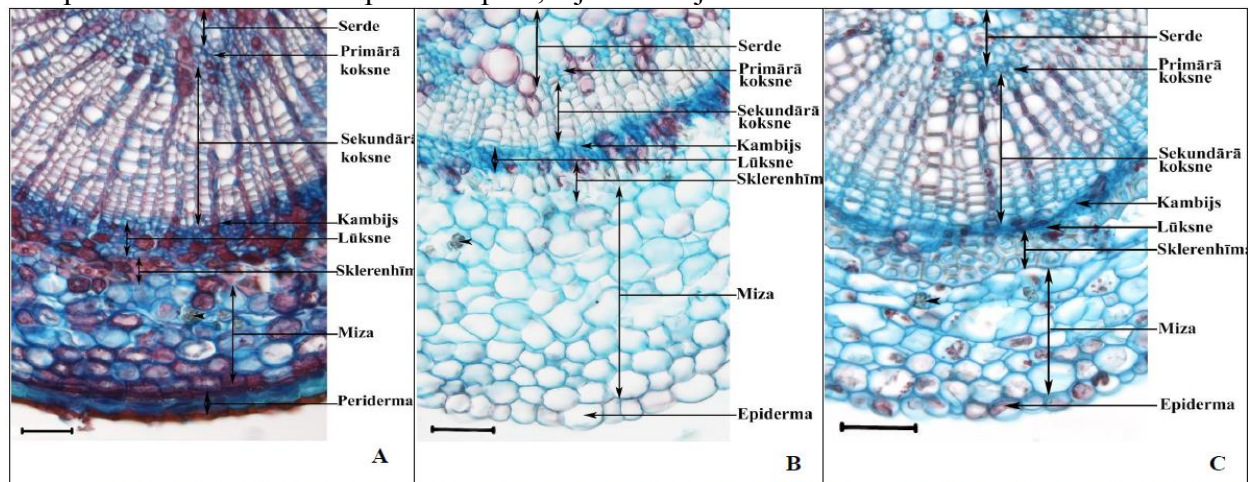 Serde
Primārā
koksne
Sekundārā
koksne
Kambijs
Lūksne
Sklerenhīm
Miza
Periderma
A
Serde
Primārā
koksne
Sekundārā
koksne
Kambijs
Lūksne
Sklerenhīm
Miza
Epiderma
B
Serde
Primārā koksne
Sekundārā
koksne
Kambijs
Lūksne
Sklerenhīma
Miza
Epiderma
C